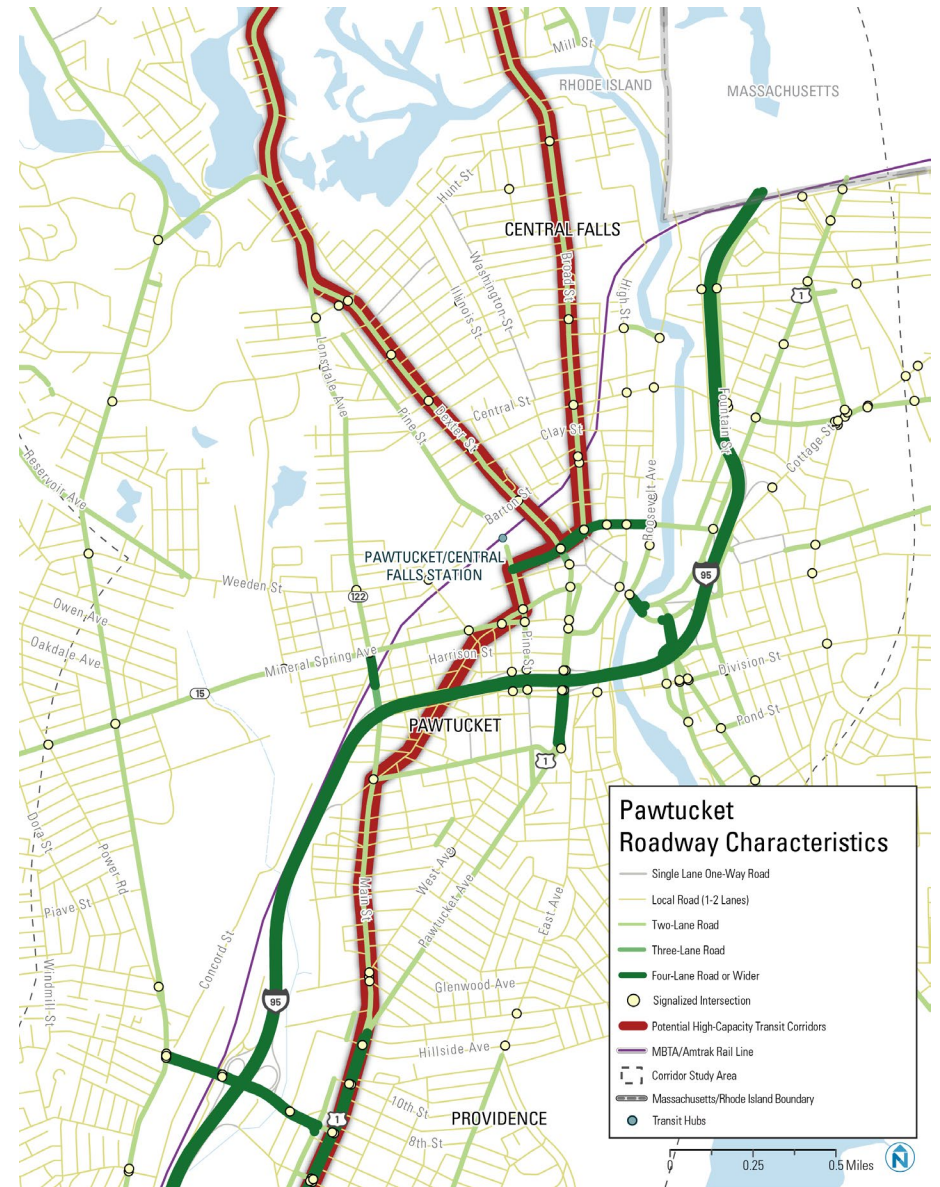 Mill St
RHODE ISLAND
MASSACHUSETTS
Hunt St
CENTRAL FALLS
Washington St
Illinois St
Broad St
High St
1
Lonsdale Ave
Pine St
Dexter St
Central St
Clay St
Fountain St
Cottage St
Reservoir Ave
Barton St
Roosevelt Ave
PAWTUCKET/CENTRAL
FALLS STATION
95
Weeden St
122
Owen Ave
Oakdale Ave
Mineral Spring Ave
Harrison St
Pine St
Division St
15
PAWTUCKET
Pond St
1
Dora St
Power Rd
Piave St
West Ave
Pawtucket Ave
East Ave
Main St
Concord St
Windmill St
Glenwood Ave
95
Hillside Ave
10th St
1
PROVIDENCE
8th St
Pawtucket
Roadway Characteristics
Single Lane One-Way Road
Local Road (1-2 Lanes)
Two-Lane Road
Three-Lane Road
Four-Lane Road or Wider
Signalized Intersection
Potential High-Capacity Transit Corridors
MBTA/Amtrak Rail Line
Corridor Study Area
Massachusetts/Rhode Island Boundary
Transit Hubs
0 0.25 0.5 Miles
N